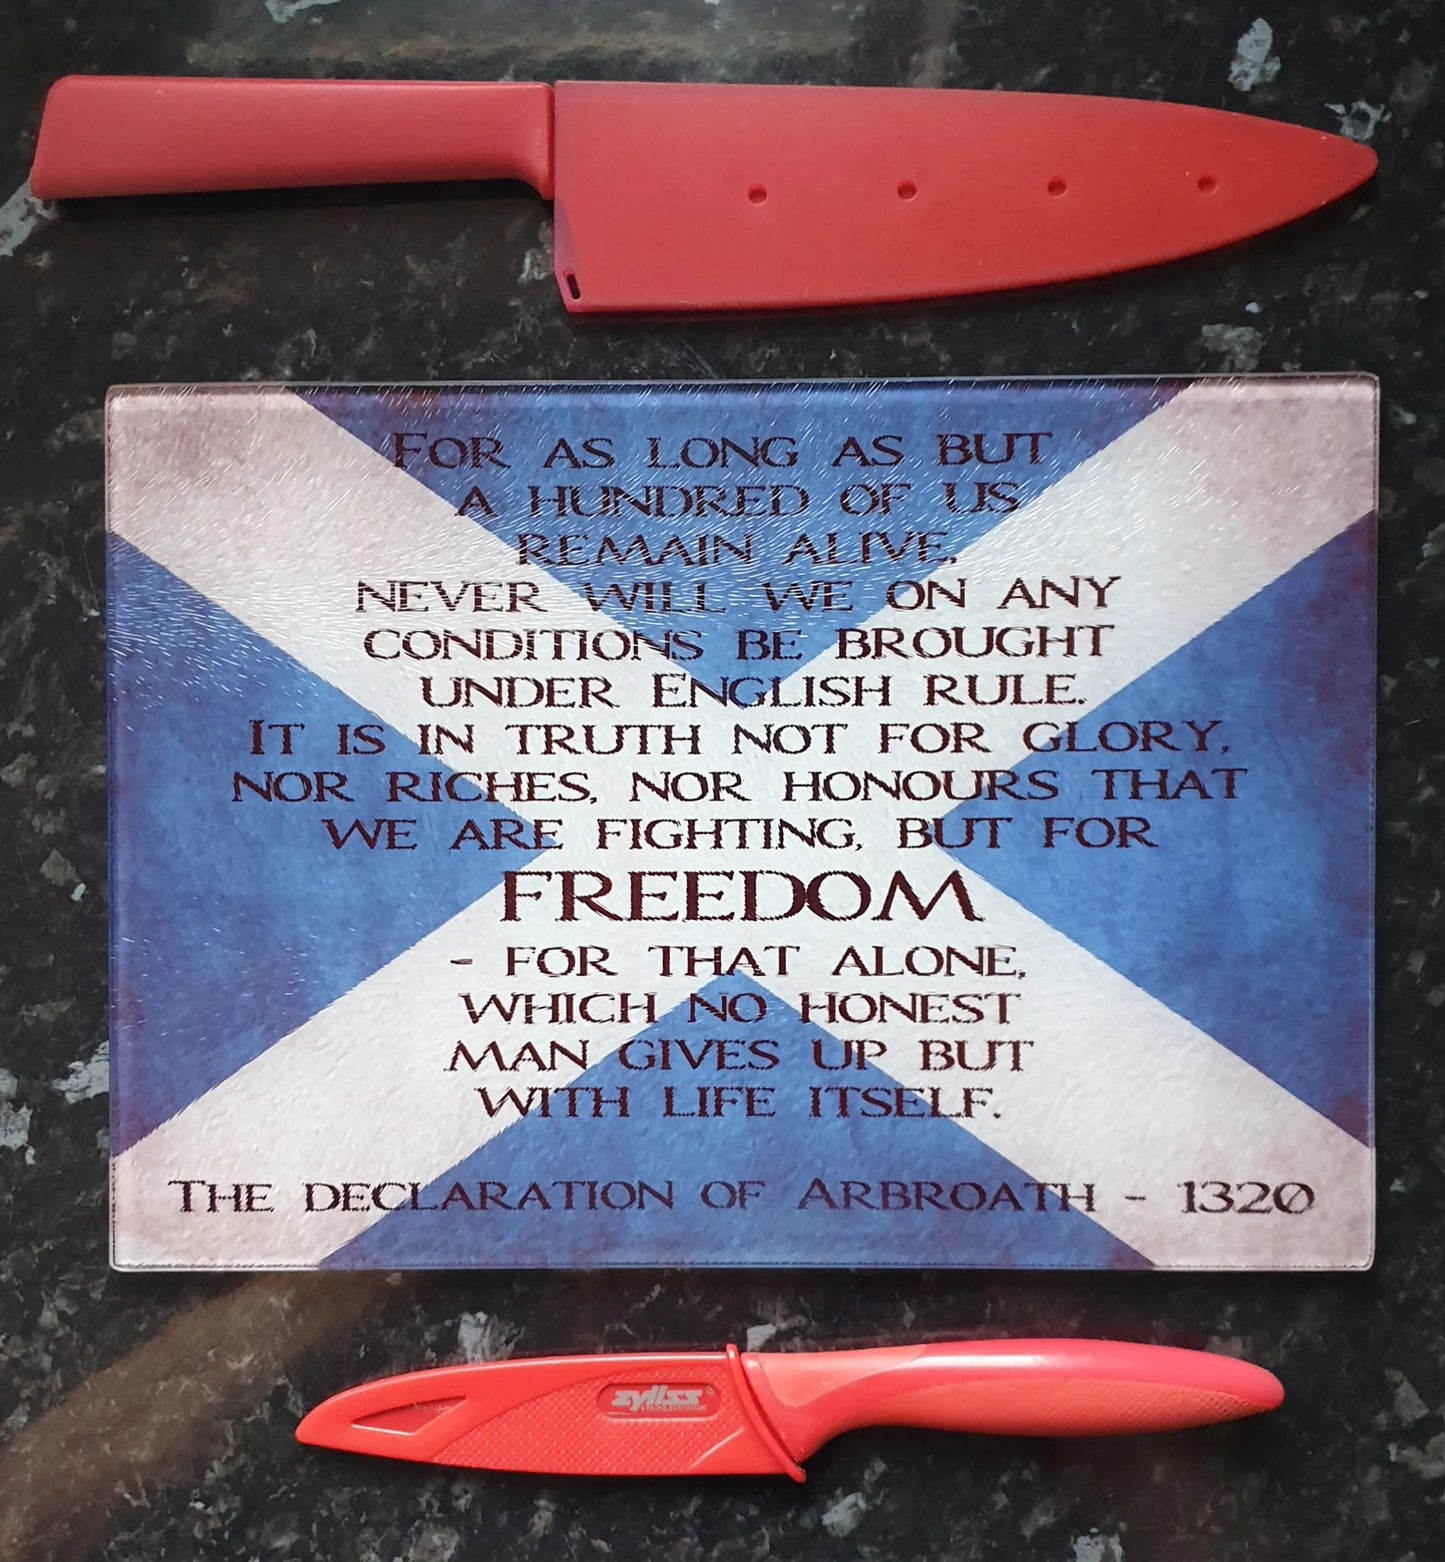 For as long as but
a hundred of us
remain alive,
never will we on any
conditions be brought
under English rule.
It is in truth not for glory,
nor riches, nor honours that
we are fighting, but for
FREEDOM
- for that alone,
which no honest
man gives up but
with life itself.
The declaration of Arbroath - 1320
zyliss®